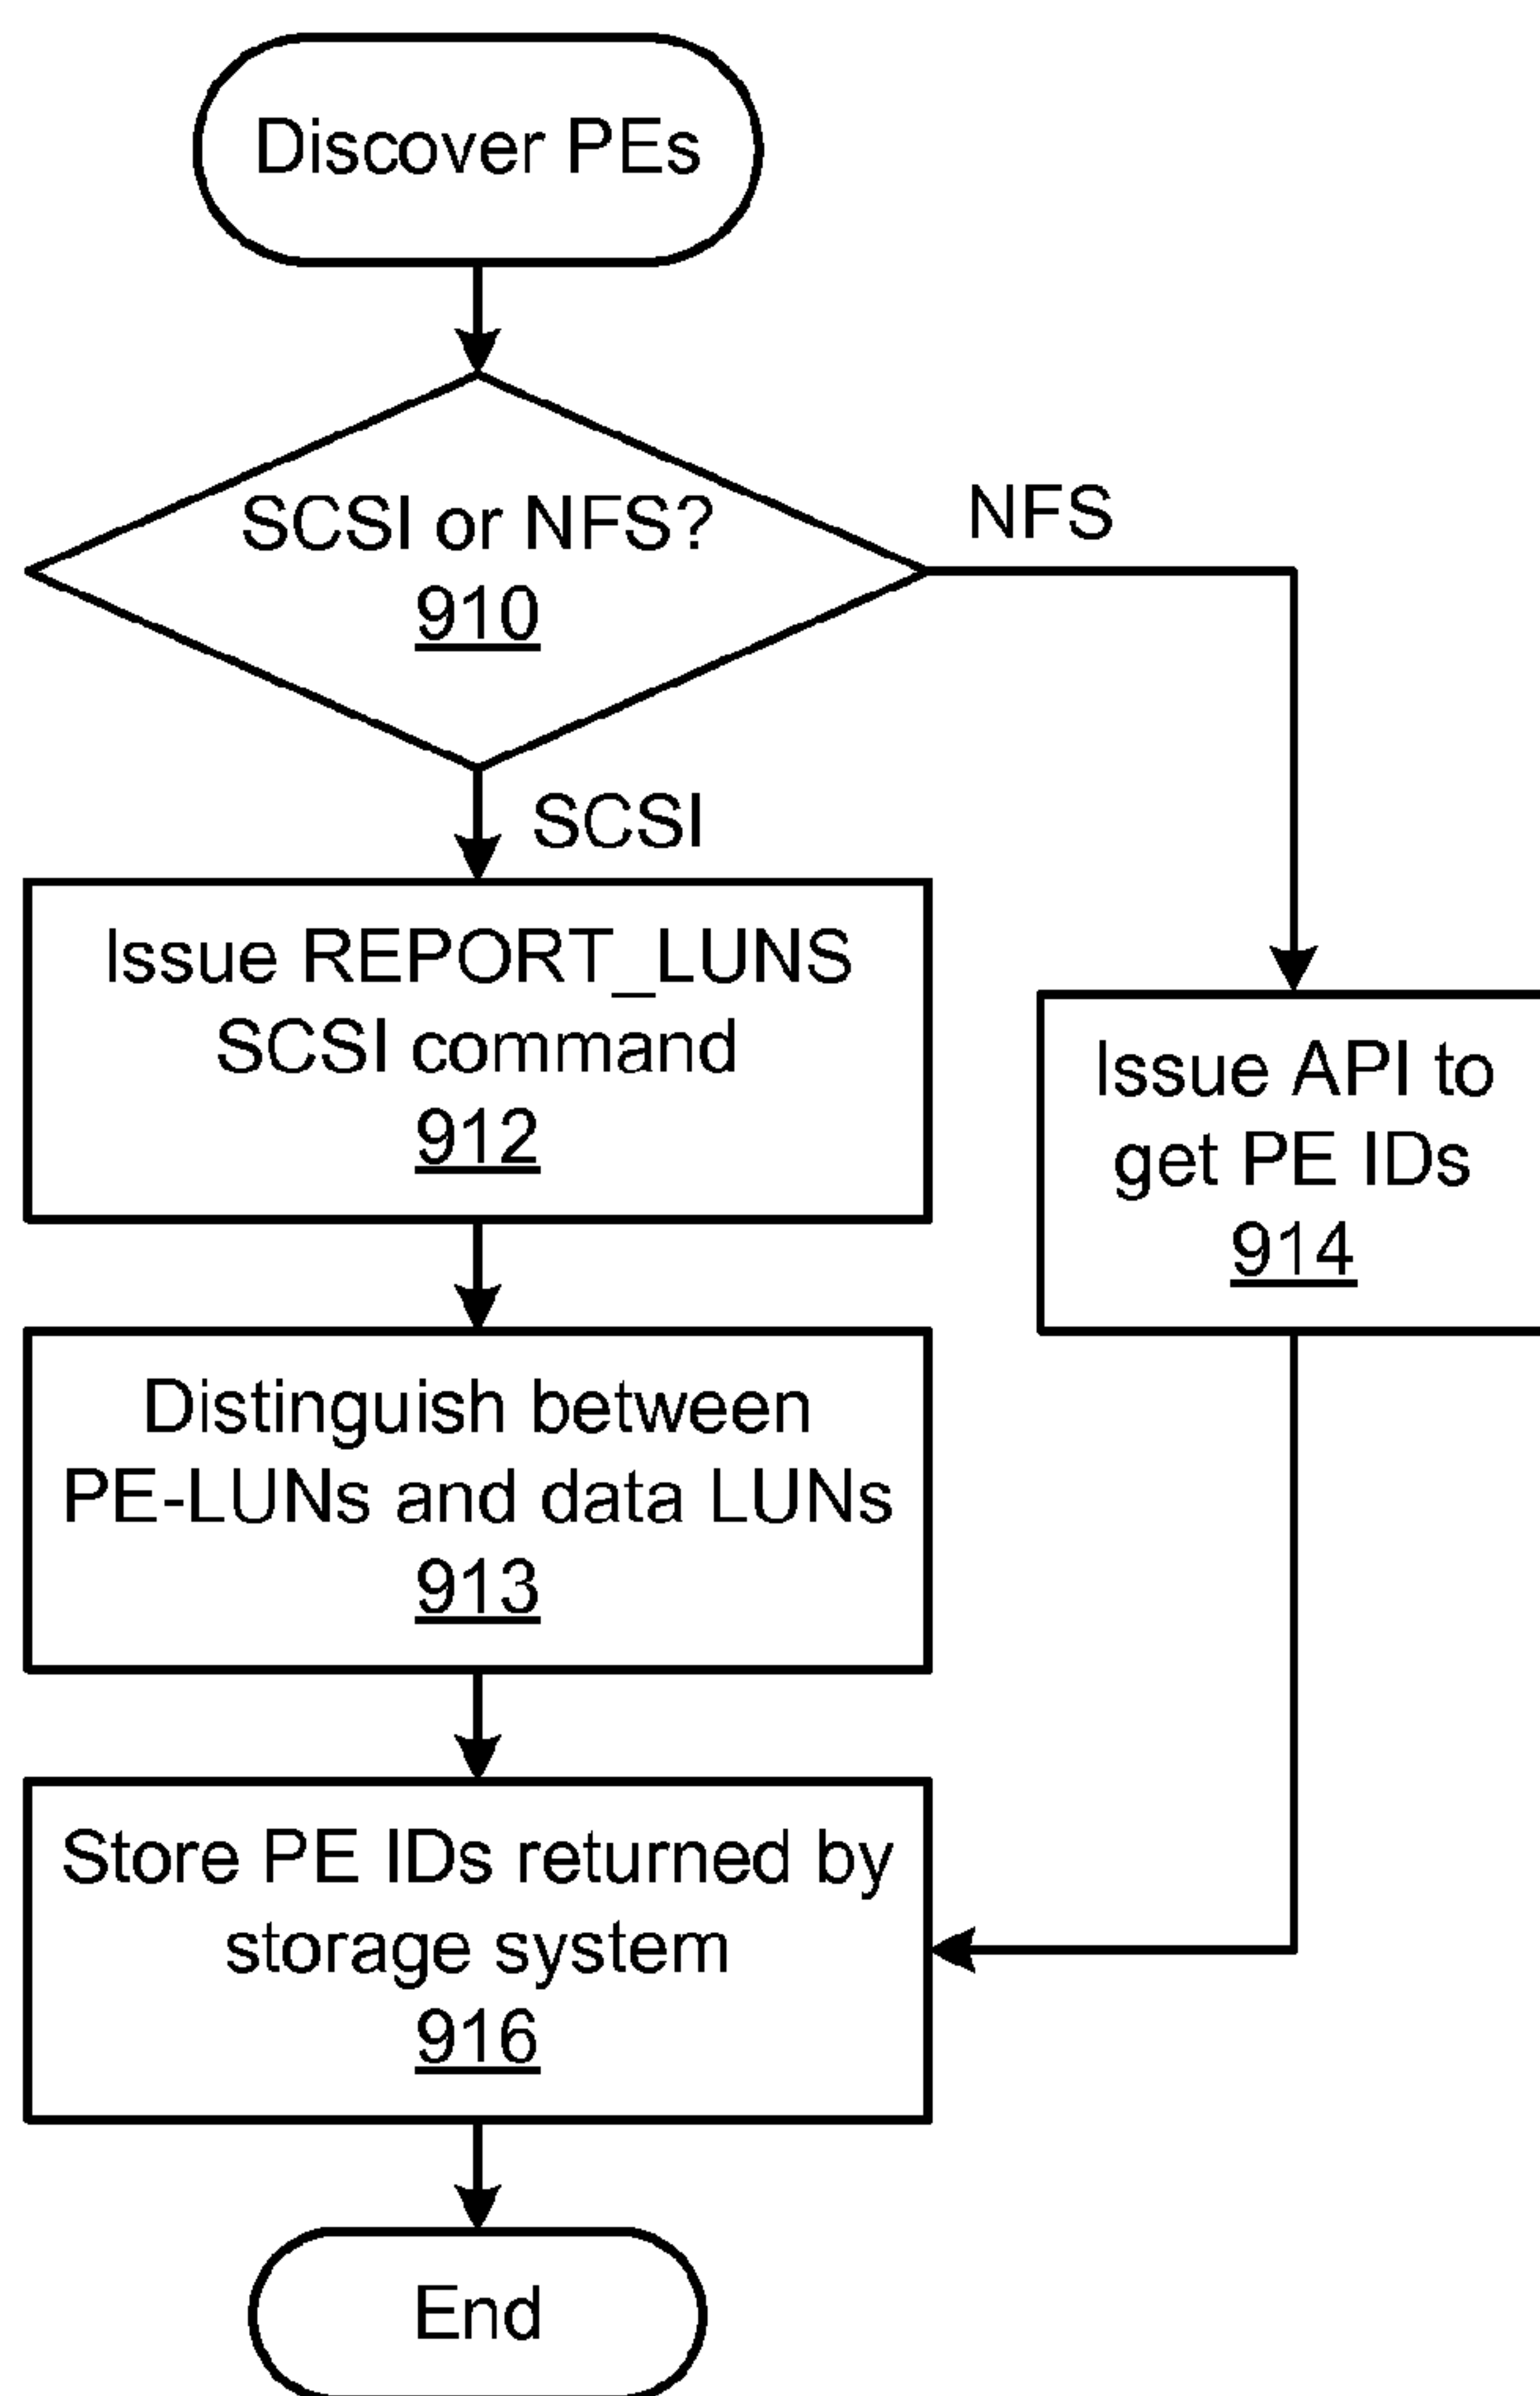 Discover PEs
SCSI or NFS?
910
NFS
SCSI
Issue REPORT_LUNS
SCSI command
912
Issue API to
get PE IDs
914
Distinguish between
PE-LUNs and data LUNs
913
Store PE IDs returned by
storage system
916
End